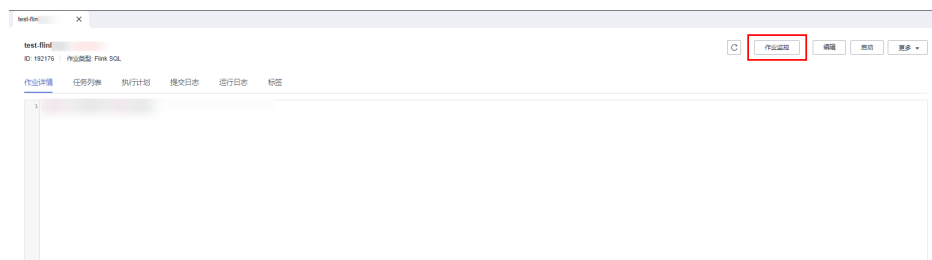 test-flin
test-flinl
作业监控 编辑 启动 更多
ID: 192176 作业类型: Flink SQL
作业详情 任务列表 执行计划 提交日志 运行日志 标签
1